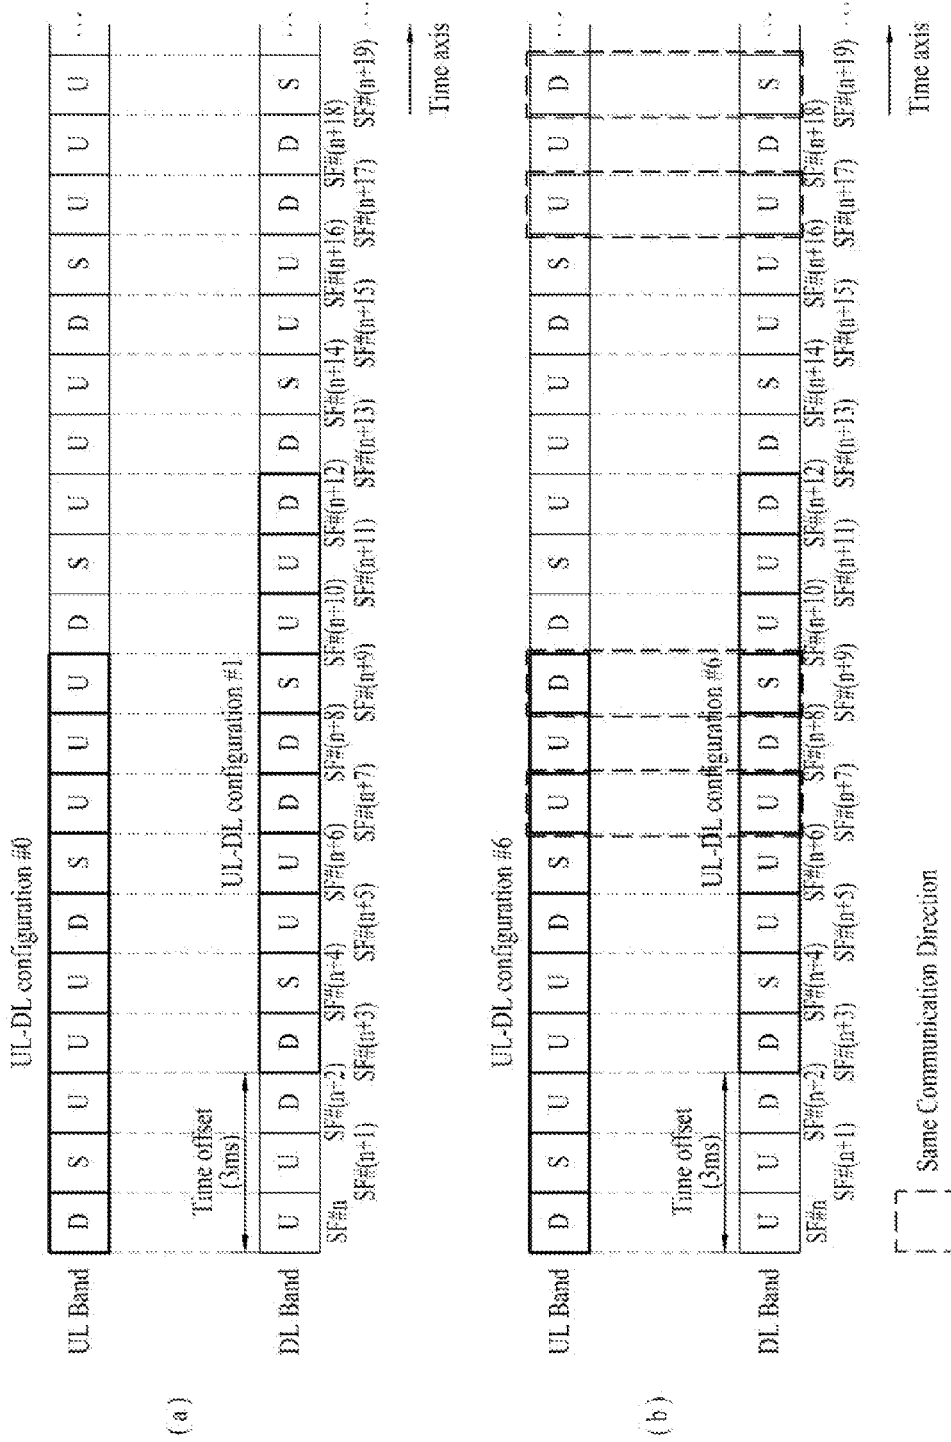 (a)
UL-DL configuration #0
UL Band D S U U U D S U U U D S U U U D S U U U ...
Time offset
(3ms)
UL-DL configuration #1
DL Band U U D D S U U D D S U U D D S U U D D S ...
SF#n SF#(n+2) SF#(n+4) SF#(n+6) SF#(n+8) SF#(n+10) SF#(n+12) SF#(n+14) SF#(n+16) SF#(n+18)
SF#(n+1) SF#(n+3) SF#(n+5) SF#(n+7) SF#(n+9) SF#(n+11) SF#(n+13) SF#(n+15) SF#(n+17) SF#(n+19) ...
Time axis
(b)
UL-DL configuration #6
UL Band D S U U U D S U U D D S U U U D S U U D ...
Time offset
(3ms)
UL-DL configuration #6
DL Band U U D D S U U U D S U U D D S U U U D S ...
SF#n SF#(n+2) SF#(n+4) SF#(n+6) SF#(n+8) SF#(n+10) SF#(n+12) SF#(n+14) SF#(n+16) SF#(n+18)
SF#(n+1) SF#(n+3) SF#(n+5) SF#(n+7) SF#(n+9) SF#(n+11) SF#(n+13) SF#(n+15) SF#(n+17) SF#(n+19) ...
Time axis
Same Communication Direction